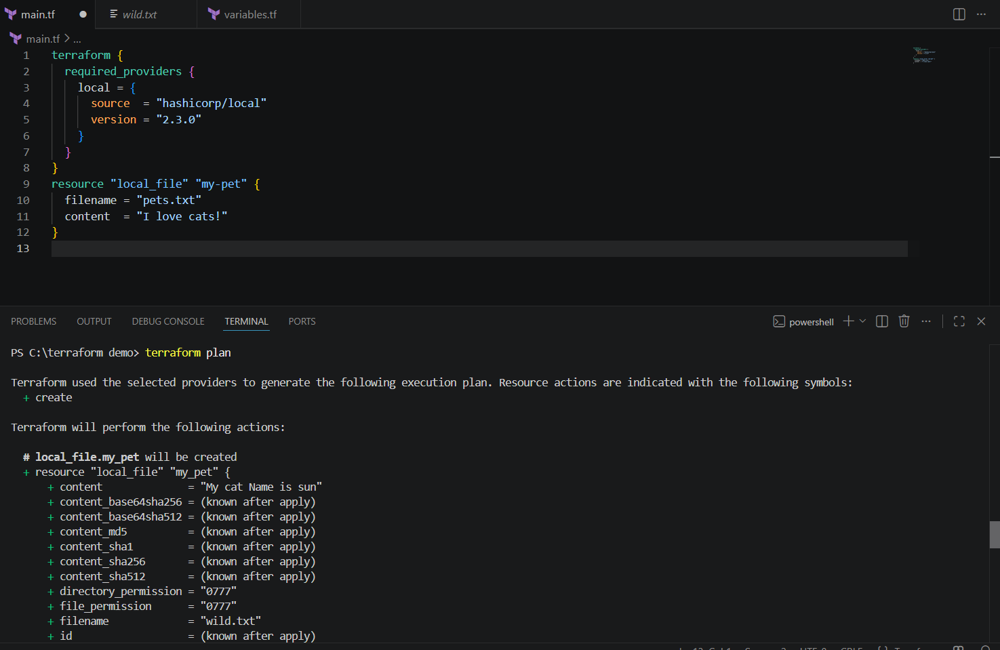 main.tf
wild.txt
variables.tf
main.tf > ...
1 terraform {
2   required_providers {
3     local = {
4       source  = "hashicorp/local"
5       version = "2.3.0"
6     }
7   }
8 }
9 resource "local_file" "my-pet" {
10   filename = "pets.txt"
11   content  = "I love cats!"
12 }
13
PROBLEMS OUTPUT DEBUG CONSOLE TERMINAL PORTS
powershell
PS C:\terraform demo> terraform plan
Terraform used the selected providers to generate the following execution plan. Resource actions are indicated with the following symbols:
  + create
Terraform will perform the following actions:
  # local_file.my_pet will be created
  + resource "local_file" "my_pet" {
      + content              = "My cat Name is sun"
      + content_base64sha256 = (known after apply)
      + content_base64sha512 = (known after apply)
      + content_md5          = (known after apply)
      + content_sha1         = (known after apply)
      + content_sha256       = (known after apply)
      + content_sha512       = (known after apply)
      + directory_permission = "0777"
      + file_permission      = "0777"
      + filename             = "wild.txt"
      + id                   = (known after apply)